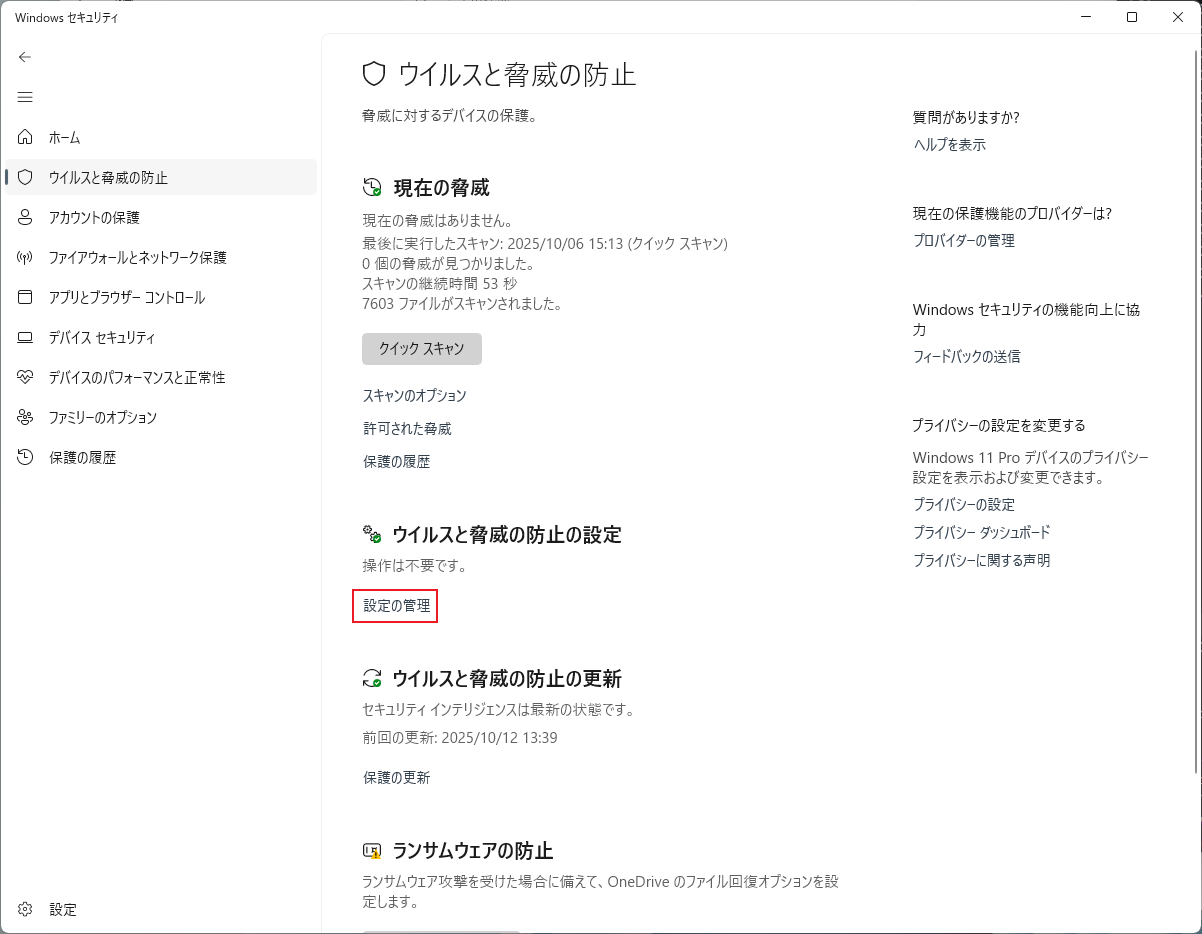 Windows セキュリティ
ホーム
ウイルスと脅威の防止
アカウントの保護
ファイアウォールとネットワーク保護
アプリとブラウザー コントロール
デバイス セキュリティ
デバイスのパフォーマンスと正常性
ファミリーのオプション
保護の履歴
設定
ウイルスと脅威の防止
脅威に対するデバイスの保護。
現在の脅威
現在の脅威はありません。
最後に実行したスキャン: 2025/10/06 15:13 (クイック スキャン)
0 個の脅威が見つかりました。
スキャンの継続時間 53 秒
7603 ファイルがスキャンされました。
クイック スキャン
スキャンのオプション
許可された脅威
保護の履歴
ウイルスと脅威の防止の設定
操作は不要です。
設定の管理
ウイルスと脅威の防止の更新
セキュリティ インテリジェンスは最新の状態です。
前回の更新: 2025/10/12 13:39
保護の更新
ランサムウェアの防止
ランサムウェア攻撃を受けた場合に備えて、OneDrive のファイル回復オプションを設
定します。
質問がありますか?
ヘルプを表示
現在の保護機能のプロバイダーは?
プロバイダーの管理
Windows セキュリティの機能向上に協
力
フィードバックの送信
プライバシーの設定を変更する
Windows 11 Pro デバイスのプライバシー
設定を表示および変更できます。
プライバシーの設定
プライバシー ダッシュボード
プライバシーに関する声明